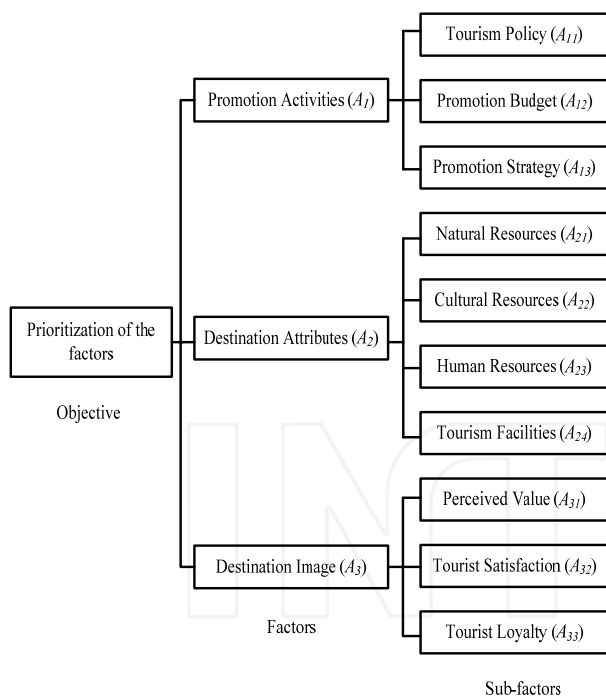 Tourism Policy (A11)
Promotion Activities (A1)
Promotion Budget (A12)
Promotion Strategy (A13)
Natural Resources (A21)
Cultural Resources (A22)
Prioritization of the
factors
Objective
Destination Attributes (A2)
Human Resources (A23)
Tourism Facilities (A24)
Perceived Value (A31)
Destination Image (A3)
Tourist Satisfaction (A32)
Factors
Tourist Loyalty (A33)
Sub-factors